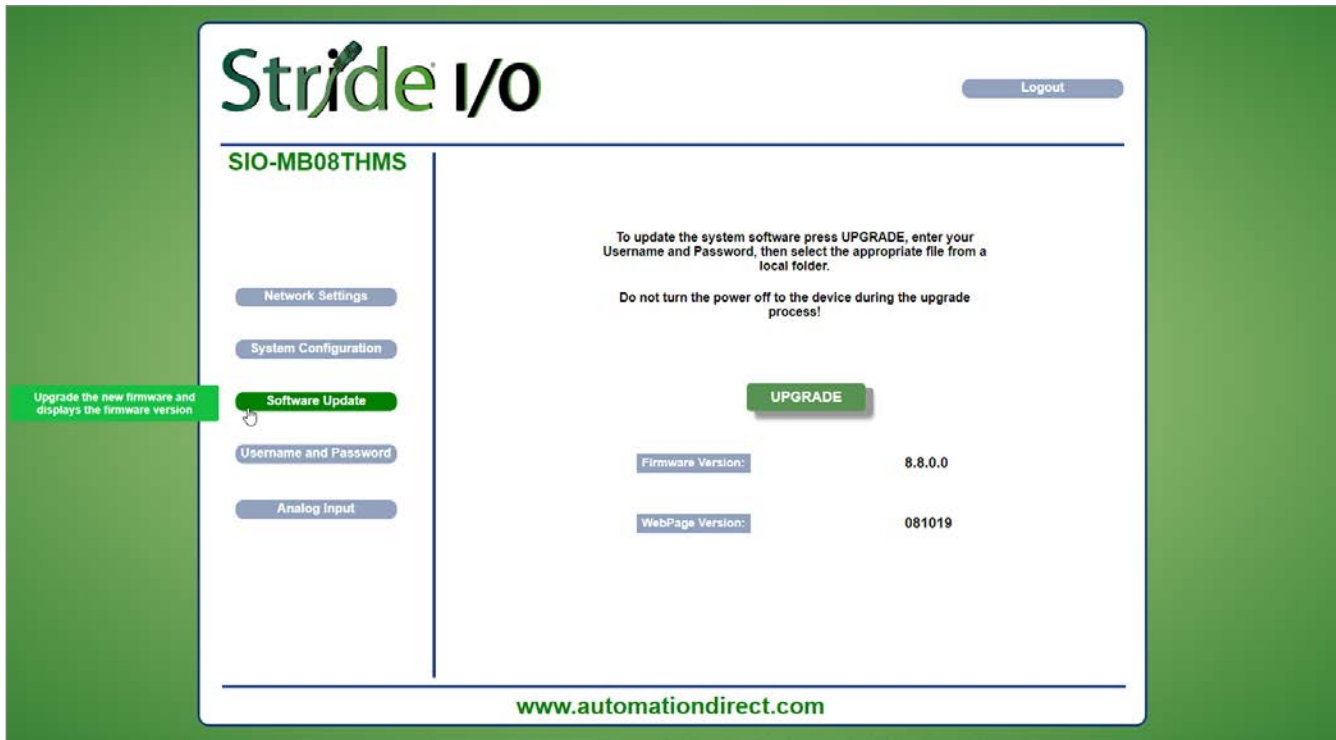 Stride I/O
Logout
SIO-MB08THMS
To update the system software press UPGRADE, enter your
Username and Password, then select the appropriate file from a
local folder.
Do not turn the power off to the device during the upgrade
process!
Network Settings
System Configuration
Upgrade the new firmware and
displays the firmware version
Software Update
UPGRADE
Username and Password
Firmware Version: 8.8.0.0
Analog Input
WebPage Version: 081019
www.automationdirect.com